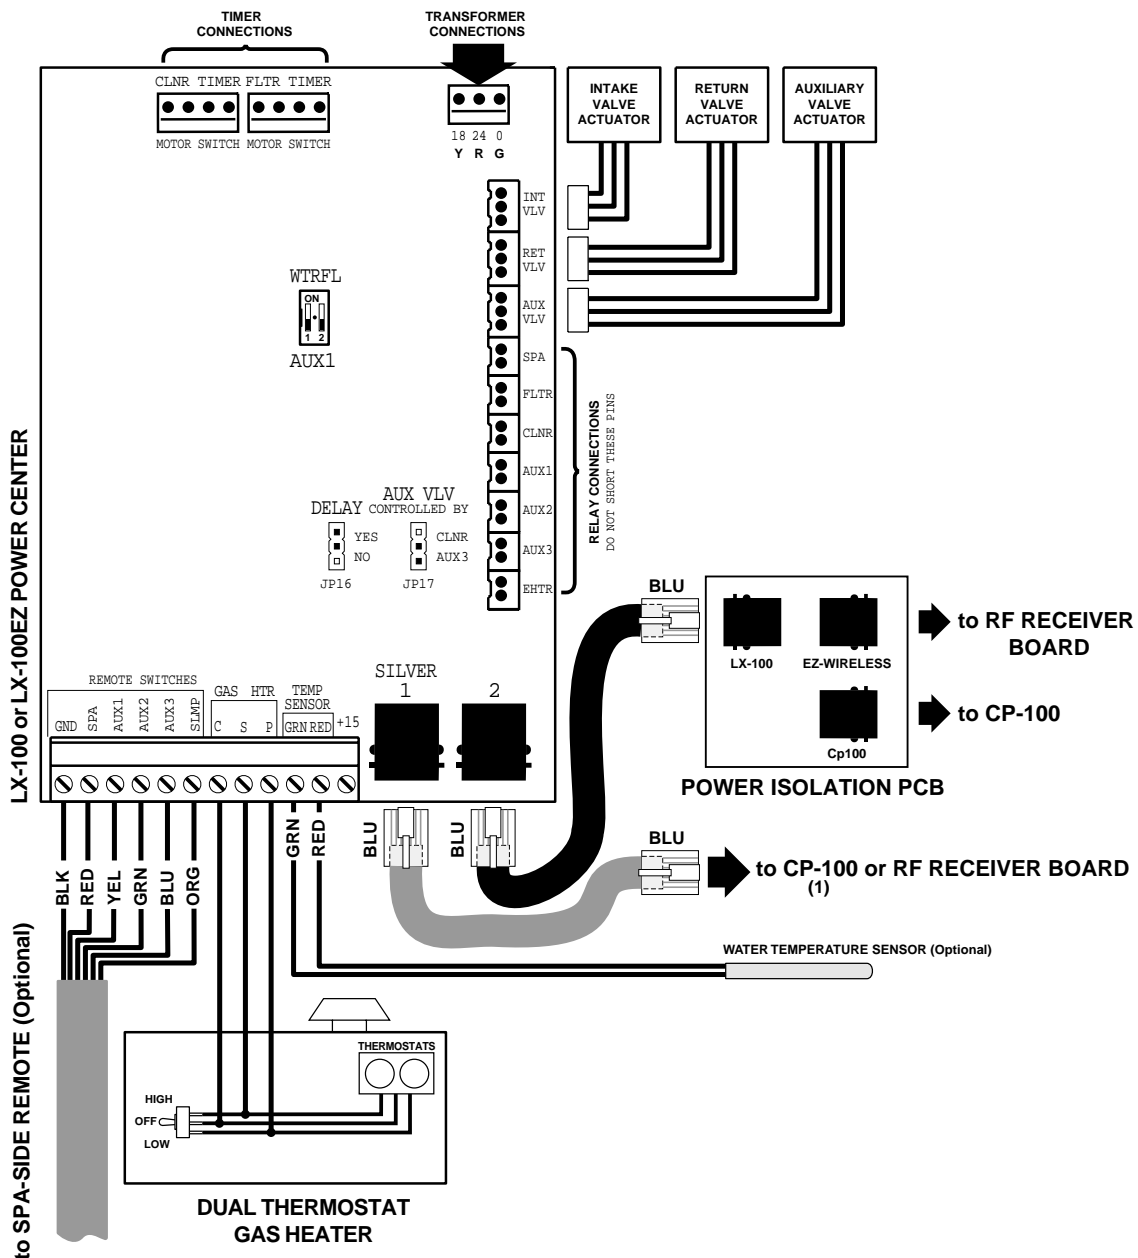 TIMER
CONNECTIONS
TRANSFORMER
CONNECTIONS
CLNR TIMER FLTR TIMER
MOTOR SWITCH MOTOR SWITCH
18 24 0
Y R G
INTAKE
VALVE
ACTUATOR
RETURN
VALVE
ACTUATOR
AUXILIARY
VALVE
ACTUATOR
INT
VLV
RET
VLV
AUX
VLV
SPA
FLTR
CLNR
AUX1
AUX2
AUX3
EHTR
RELAY CONNECTIONS
DO NOT SHORT THESE PINS
WTRFL
ON
1 2
AUX1
LX-100 or LX-100EZ POWER CENTER
DELAY
YES
NO
JP16
AUX VLV
CONTROLLED BY
CLNR
AUX3
JP17
BLU
LX-100
EZ-WIRELESS
Cp100
POWER ISOLATION PCB
to RF RECEIVER
BOARD
to CP-100
SILVER
1
2
REMOTE SWITCHES
GAS HTR
TEMP
SENSOR
GND
SPA
AUX1
AUX2
AUX3
SLMP
C
S
P
GRN
RED
+15
BLK
RED
YEL
GRN
BLU
ORG
GRN
RED
BLU
BLU
BLU
to CP-100 or RF RECEIVER BOARD
(1)
WATER TEMPERATURE SENSOR (Optional)
to SPA-SIDE REMOTE (Optional)
THERMOSTATS
HIGH
OFF
LOW
DUAL THERMOSTAT
GAS HEATER